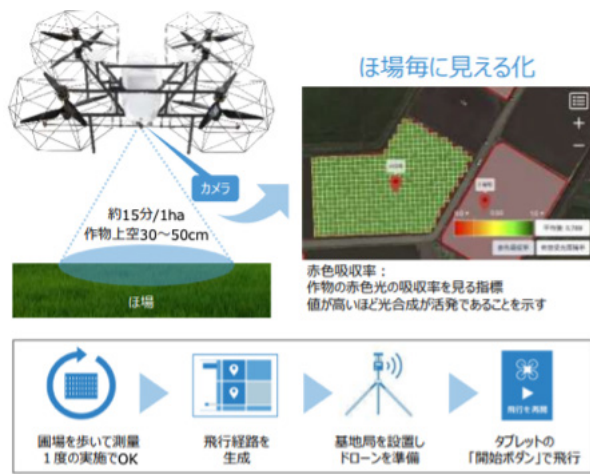 ほ場毎に見える化
カメラ
約15分/1ha
作物上空30～50cm
ほ場
赤色吸収率：
作物の赤色光の吸収率を見る指標
値が高いほど光合成が活発であることを示す
圃場を歩いて測量
1度の実施でOK
飛行経路を
生成
基地局を設置し
ドローンを準備
飛行を再開
タブレットの
「開始ボタン」で飛行